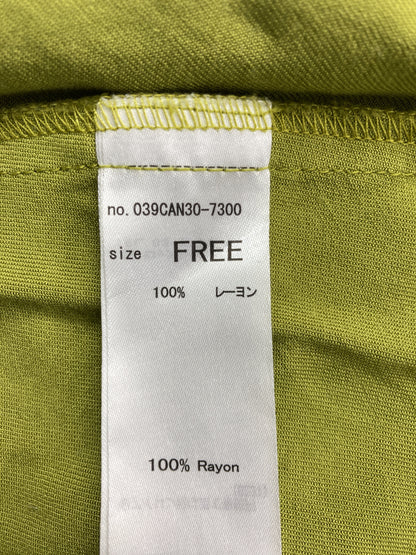 no. 039CAN30-7300
size FREE
100% レーヨン
100% Rayon